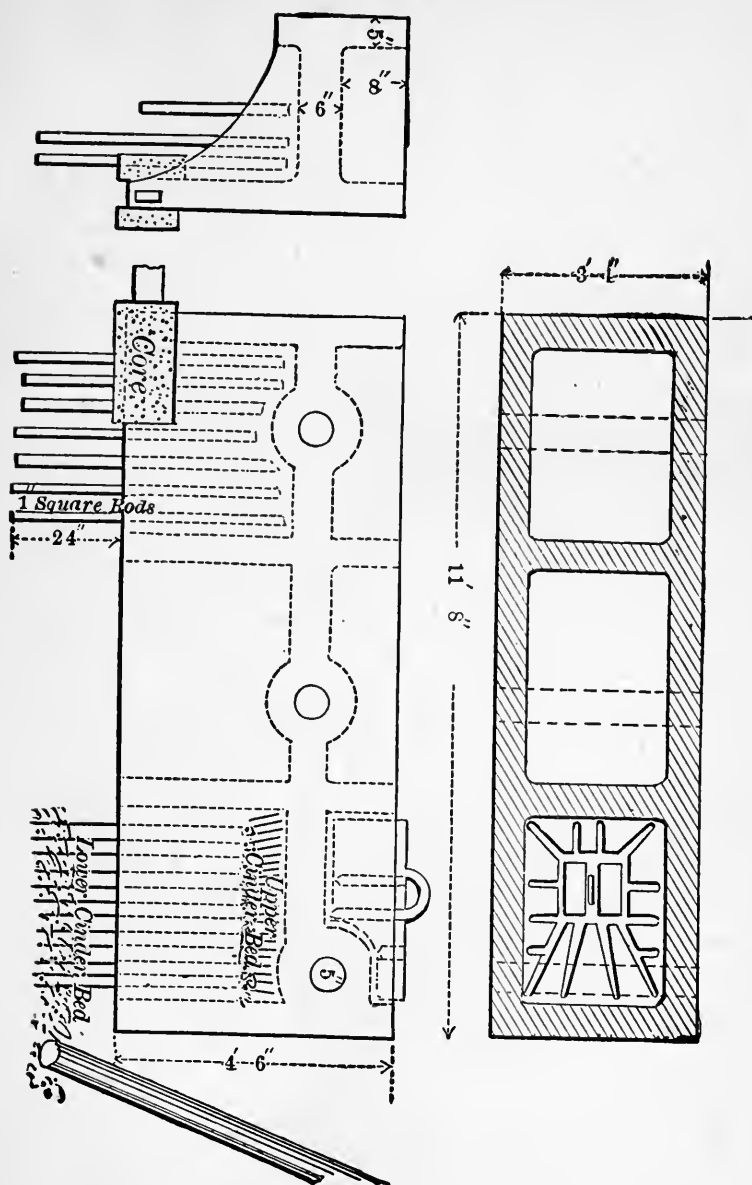 5"
8"
6"
3' 1"
Core
1" Square Rods
24"
11' 8"
Upper
Cinder Beds
Lower Cinder Bed
5"
4' 6"